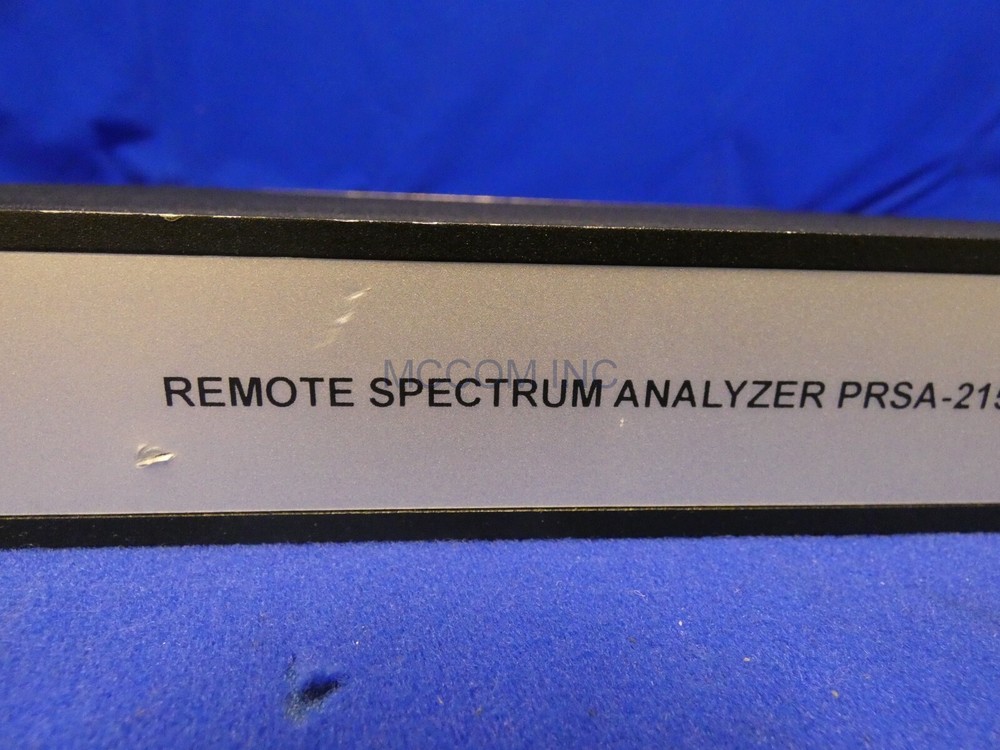 MCCOM INC
REMOTE SPECTRUM ANALYZER PRSA-215